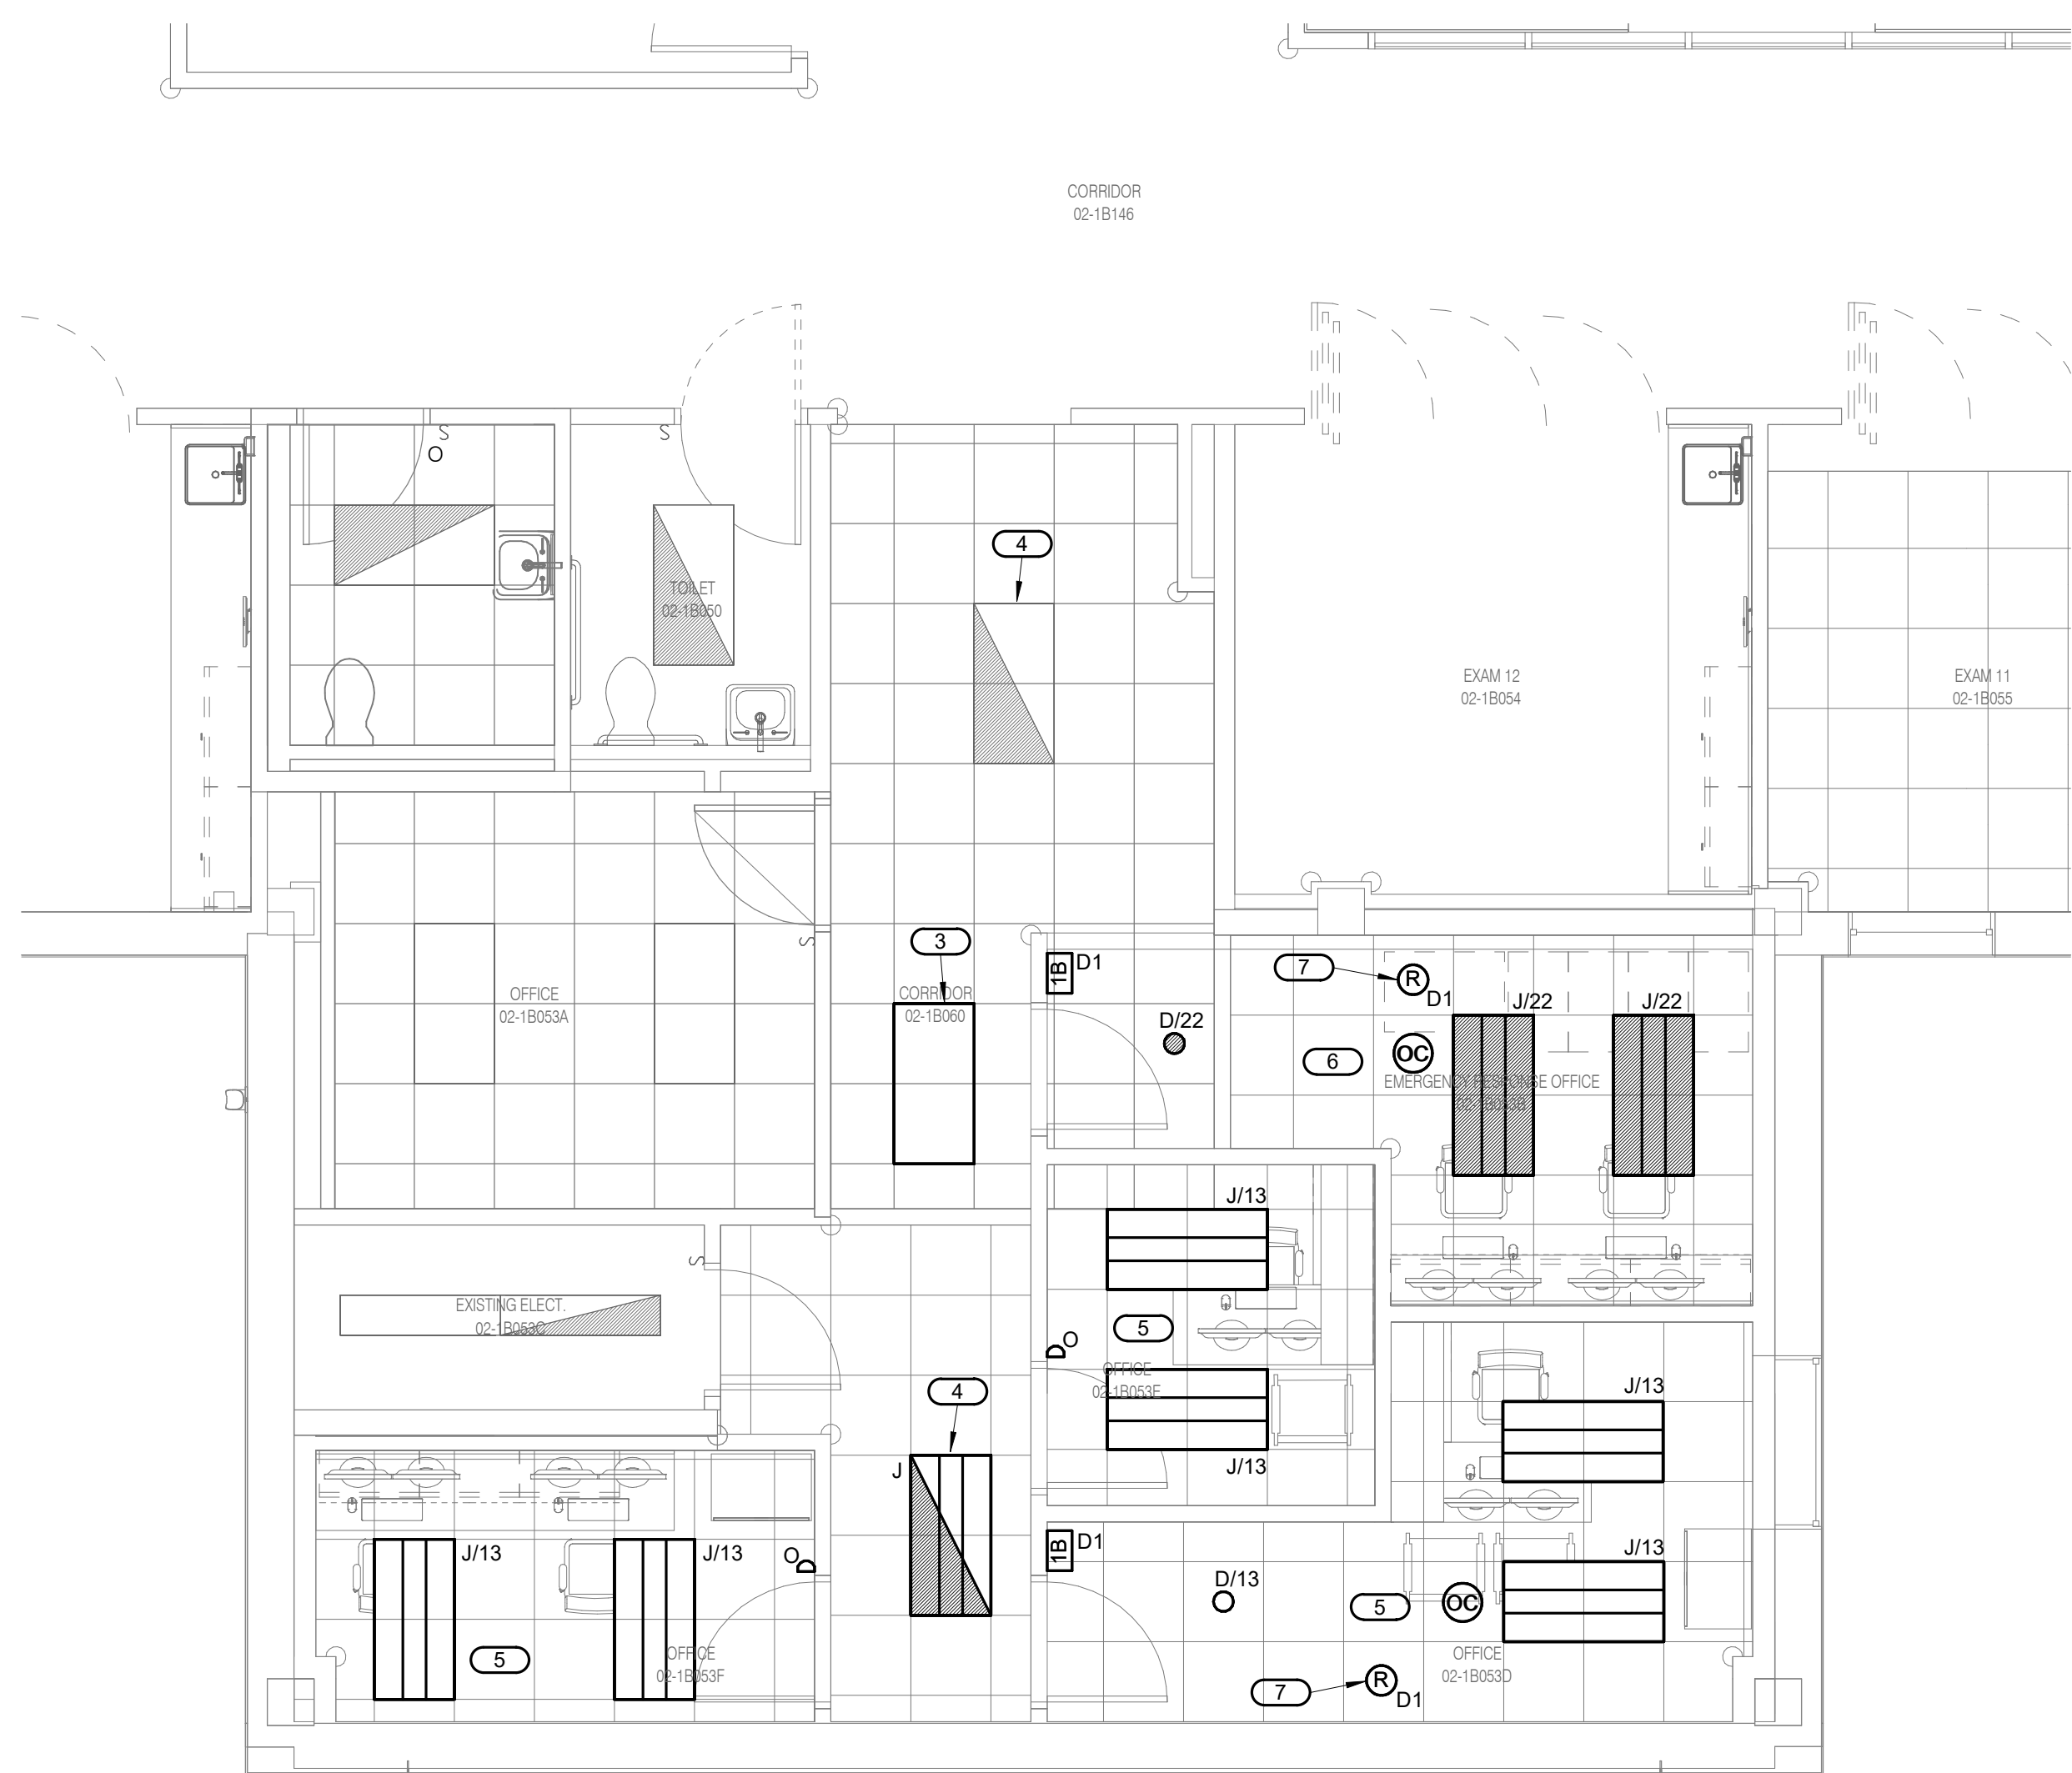 CORRIDOR
02-1B146
S
S
O
4
TOILET
02-1B050
EXAM 12
02-1B054
EXAM 11
02-1B055
S
3
1B D1
7
R
D1
OFFICE
02-1B053A
CORRIDOR
02-1B060
D/22
J/22
J/22
6
OC
EMERGENCY RESPONSE OFFICE
02-1B053B
J/13
S
EXISTING ELECT.
02-1B053C
5
D O
OFFICE
02-1B053E
4
J/13
J
J/13
1B D1
J/13
J/13
O D
J/13
D/13
5
OC
5
OFFICE
02-1B053F
OFFICE
02-1B053D
7
R
D1